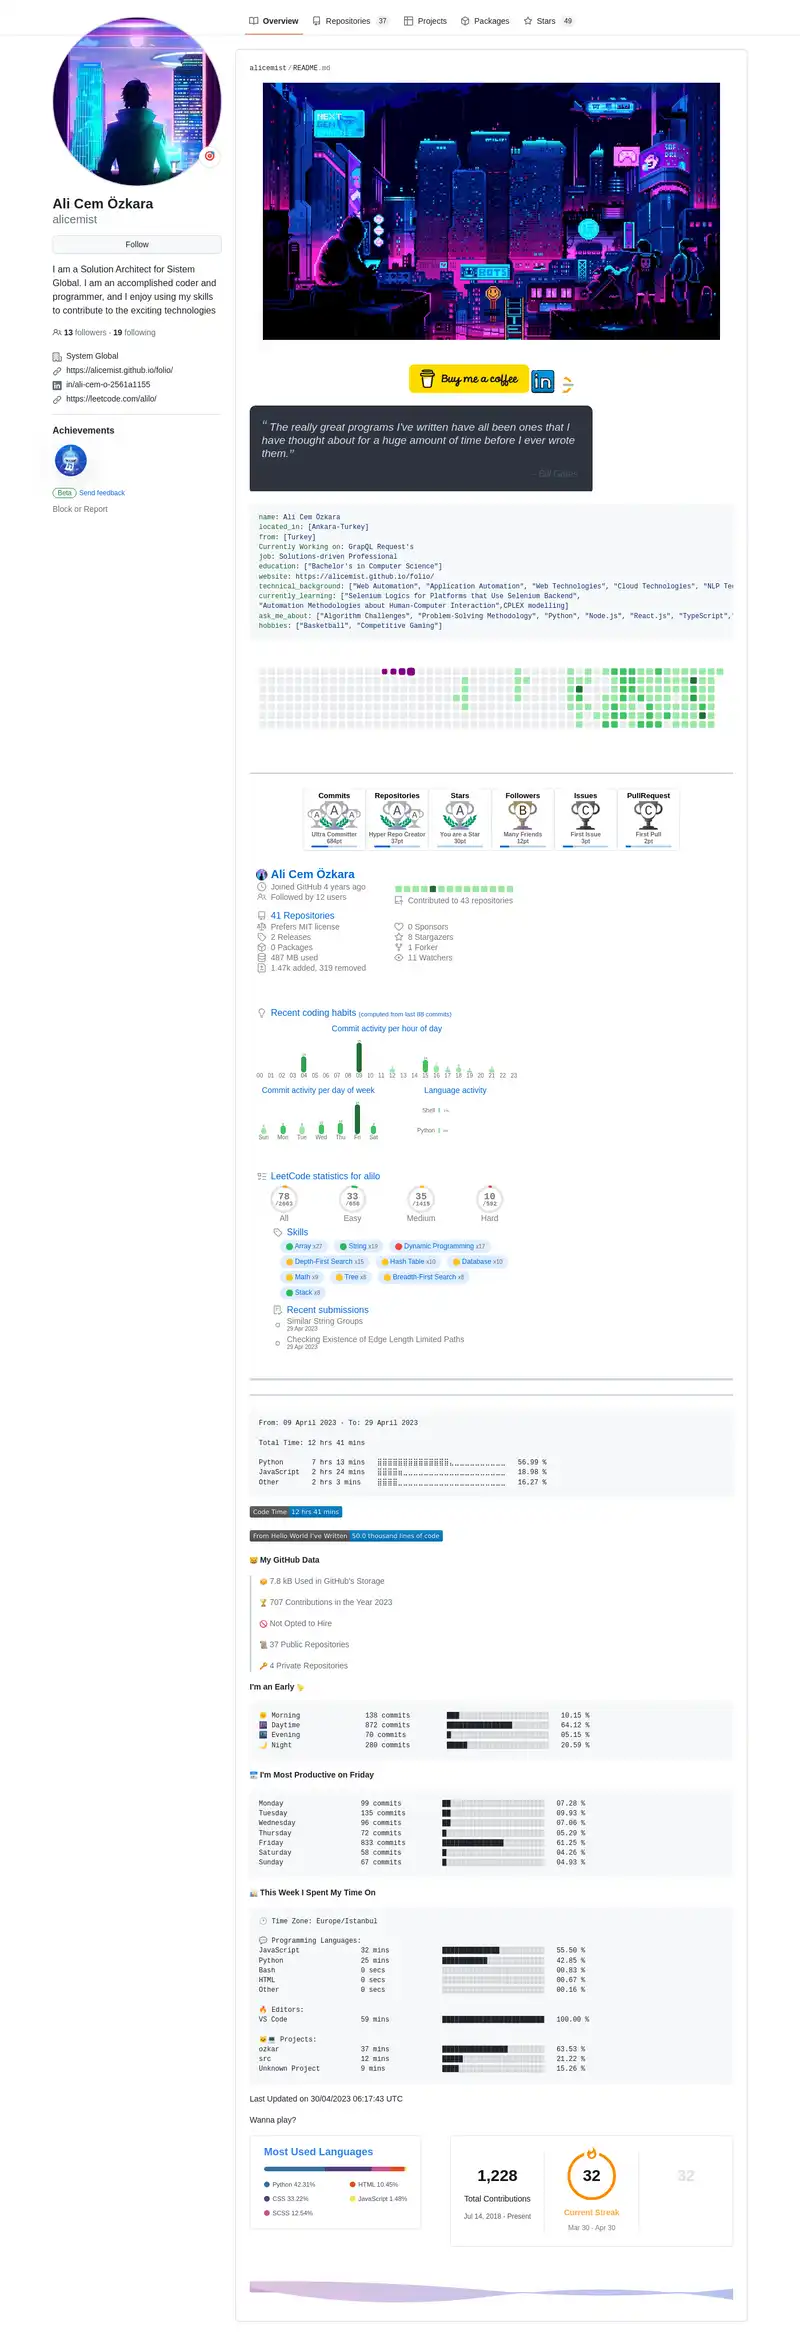 Overview
Repositories 37
Projects
Packages
Stars 49
alicemist/README.md
Ali Cem Özkara
alicemist
Follow
I am a Solution Architect for Sistem
Global. I am an accomplished coder and
programmer, and I enjoy using my skills
to contribute to the exciting technologies
13 followers · 19 following
System Global
https://alicemist.github.io/folio/
in/ali-cem-o-2561a1155
https://leetcode.com/alilo/
Achievements
Beta Send feedback
Block or Report
NEXT
Buy me a coffee
in
"The really great programs I've written have all been ones that I
have thought about for a huge amount of time before I ever wrote
them."
- Bill Gates
name: Ali Cem Özkara
located_in: [Ankara-Turkey]
from: [Turkey]
Currently Working on: GrapQL Request's
job: Solutions-driven Professional
education: ["Bachelor's in Computer Science"]
website: https://alicemist.github.io/folio/
technical_background: ["Web Automation", "Application Automation", "Web Technologies", "Cloud Technologies", "NLP Te
currently_learning: ["Selenium Logics for Platforms that Use Selenium Backend",
"Automation Methodologies about Human-Computer Interaction",CPLEX modelling]
ask_me_about: ["Algorithm Challenges", "Problem-Solving Methodology", "Python", "Node.js", "React.js", "TypeScript",
hobbies: ["Basketball", "Competitive Gaming"]
Commits Repositories Stars Followers Issues PullRequest
A A A B C C
Ultra Committer Hyper Repo Creator You are a Star Many Friends First Issue First Pull
684pt 37pt 30pt 12pt 3pt 2pt
Ali Cem Özkara
Joined GitHub 4 years ago
Followed by 12 users
Contributed to 43 repositories
41 Repositories
Prefers MIT license
0 Sponsors
2 Releases
8 Stargazers
0 Packages
1 Forker
487 MB used
11 Watchers
1.47k added, 319 removed
Recent coding habits (computed from last 88 commits)
Commit activity per hour of day
00 01 02 03 04 05 06 07 08 09 10 11 12 13 14 15 16 17 18 19 20 21 22 23
Commit activity per day of week
Language activity
Shell
Python
Sun Mon Tue Wed Thu Fri Sat
LeetCode statistics for alilo
78 33 35 10
/2663 /656 /1415 /592
All Easy Medium Hard
Skills
Array x27 String x19 Dynamic Programming x17
Depth-First Search x15 Hash Table x10 Database x10
Math x9 Tree x8 Breadth-First Search x8
Stack x8
Recent submissions
Similar String Groups
29 Apr 2023
Checking Existence of Edge Length Limited Paths
29 Apr 2023
From: 09 April 2023 - To: 29 April 2023
Total Time: 12 hrs 41 mins
Python 7 hrs 13 mins 56.99 %
JavaScript 2 hrs 24 mins 18.98 %
Other 2 hrs 3 mins 16.27 %
Code Time 12 hrs 41 mins
From Hello World I've Written 50.0 thousand lines of code
🐱 My GitHub Data
📦 7.8 kB Used in GitHub's Storage
🏆 707 Contributions in the Year 2023
🚫 Not Opted to Hire
📜 37 Public Repositories
🔑 4 Private Repositories
I'm an Early 🐤
🌞 Morning 138 commits 10.15 %
🌆 Daytime 872 commits 64.12 %
🌃 Evening 70 commits 05.15 %
🌙 Night 280 commits 20.59 %
📅 I'm Most Productive on Friday
Monday 99 commits 07.28 %
Tuesday 135 commits 09.93 %
Wednesday 96 commits 07.06 %
Thursday 72 commits 05.29 %
Friday 833 commits 61.25 %
Saturday 58 commits 04.26 %
Sunday 67 commits 04.93 %
📊 This Week I Spent My Time On
🕑︎ Time Zone: Europe/Istanbul
💬 Programming Languages:
JavaScript 32 mins 55.50 %
Python 25 mins 42.85 %
Bash 0 secs 00.83 %
HTML 0 secs 00.67 %
Other 0 secs 00.16 %
🔥 Editors:
VS Code 59 mins 100.00 %
🐱‍💻 Projects:
ozkar 37 mins 63.53 %
src 12 mins 21.22 %
Unknown Project 9 mins 15.26 %
Last Updated on 30/04/2023 06:17:43 UTC
Wanna play?
Most Used Languages
Python 42.31%
HTML 10.45%
CSS 33.22%
JavaScript 1.48%
SCSS 12.54%
1,228
Total Contributions
Jul 14, 2018 - Present
32
Current Streak
Mar 30 - Apr 30
32